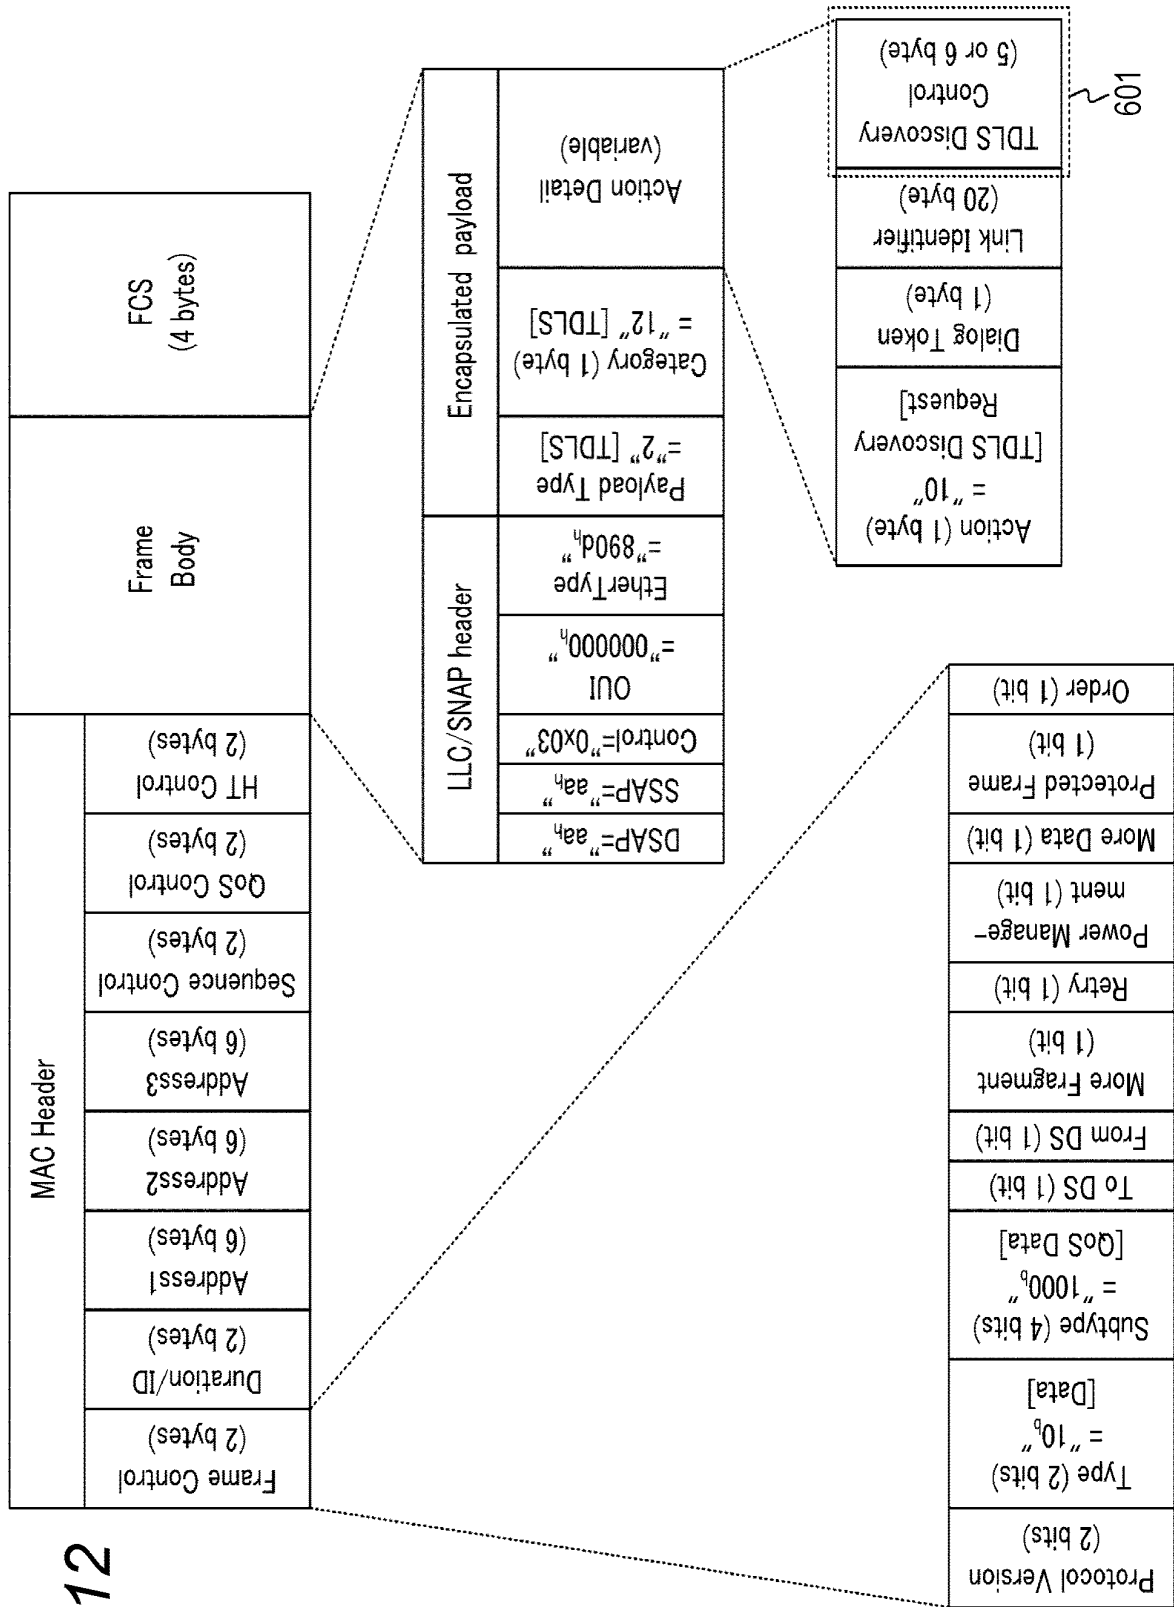 12
MAC Header
Frame Control
(2 bytes)
Duration/ID
(2 bytes)
Address1
(6 bytes)
Address2
(6 bytes)
Address3
(6 bytes)
Sequence Control
(2 bytes)
QoS Control
(2 bytes)
HT Control
(2 bytes)
Frame
Body
FCS
(4 bytes)
LLC/SNAP header
Encapsulated payload
DSAP="aah"
SSAP="aah"
Control="0x03"
OUI
="000000h"
EtherType
="890dh"
Payload Type
="2" [TDLS]
Category (1 byte)
= "12" [TDLS]
Action Detail
(variable)
Action (1 byte)
= "10"
[TDLS Discovery
Request]
Dialog Token
(1 byte)
Link Identifier
(20 byte)
TDLS Discovery
Control
(5 or 6 byte)
601
Protocol Version
(2 bits)
Type (2 bits)
= "10b"
[Data]
Subtype (4 bits)
= "1000b"
[QoS Data]
To DS (1 bit)
From DS (1 bit)
More Fragment
(1 bit)
Retry (1 bit)
Power Manage-
ment (1 bit)
More Data (1 bit)
Protected Frame
(1 bit)
Order (1 bit)